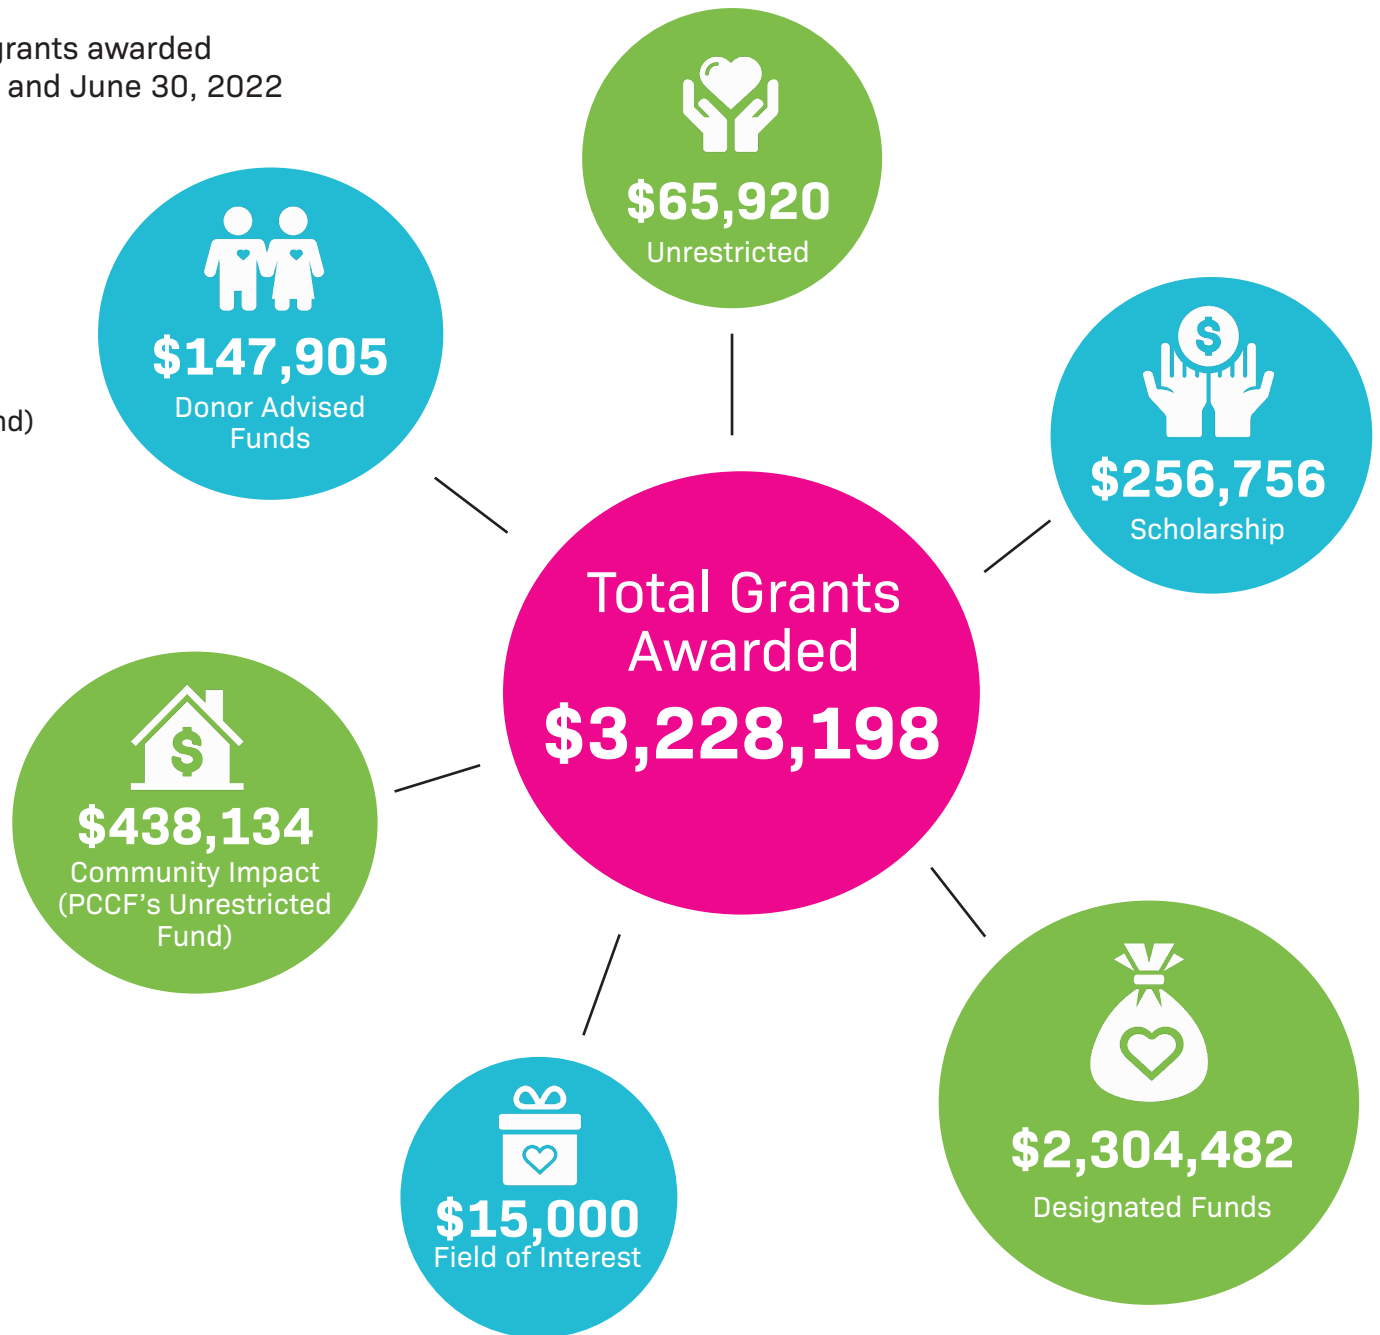 grants awarded
and June 30, 2022
$65,920
Unrestricted
$147,905
Donor Advised
Funds
$256,756
Scholarship
Total Grants
Awarded
$3,228,198
$438,134
Community Impact
(PCCF's Unrestricted
Fund)
$15,000
Field of Interest
$2,304,482
Designated Funds